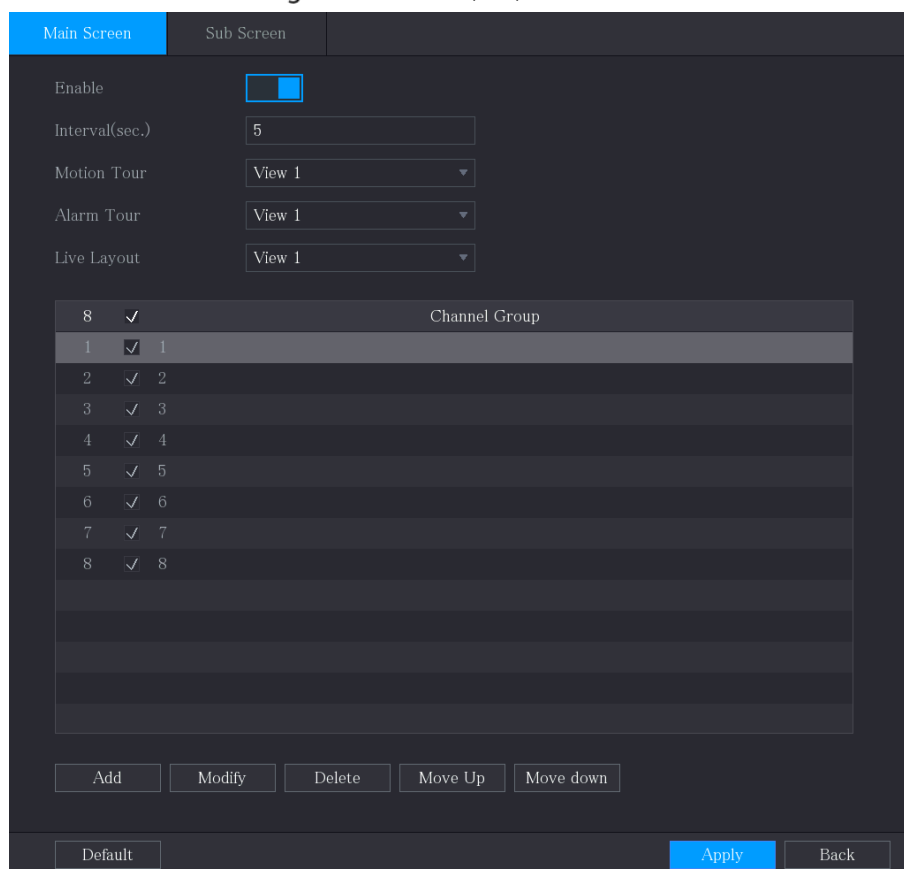 Main Screen Sub Screen
Enable
Interval(sec.) 5
Motion Tour View 1
Alarm Tour View 1
Live Layout View 1
8 Channel Group
1 1
2 2
3 3
4 4
5 5
6 6
7 7
8 8
Add Modify Delete Move Up Move down
Default Apply Back